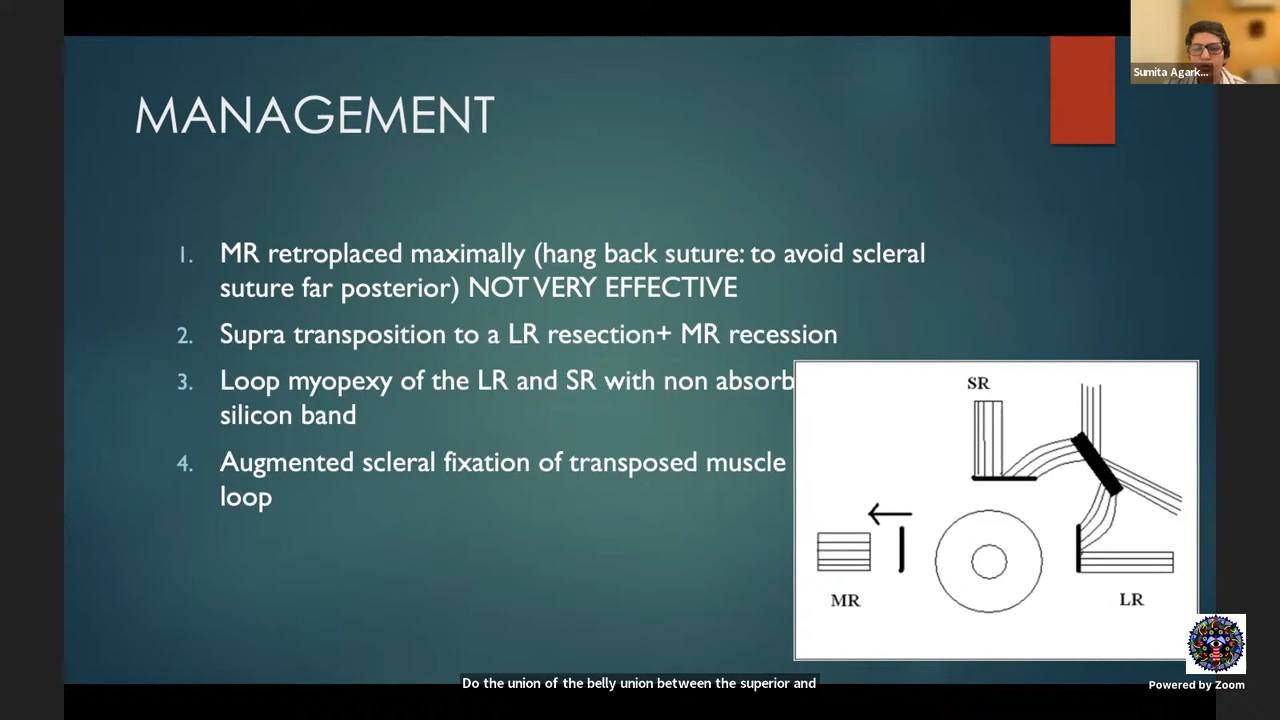 MANAGEMENT
1. MR retroplaced maximally (hang back suture: to avoid scleral
suture far posterior) NOT VERY EFFECTIVE
2. Supra transposition to a LR resection+ MR recession
3. Loop myopexy of the LR and SR with non absorb
silicon band
4. Augmented scleral fixation of transposed muscle
loop
SR
MR
LR
Sumita Agark...
Do the union of the belly union between the superior and
Powered by Zoom